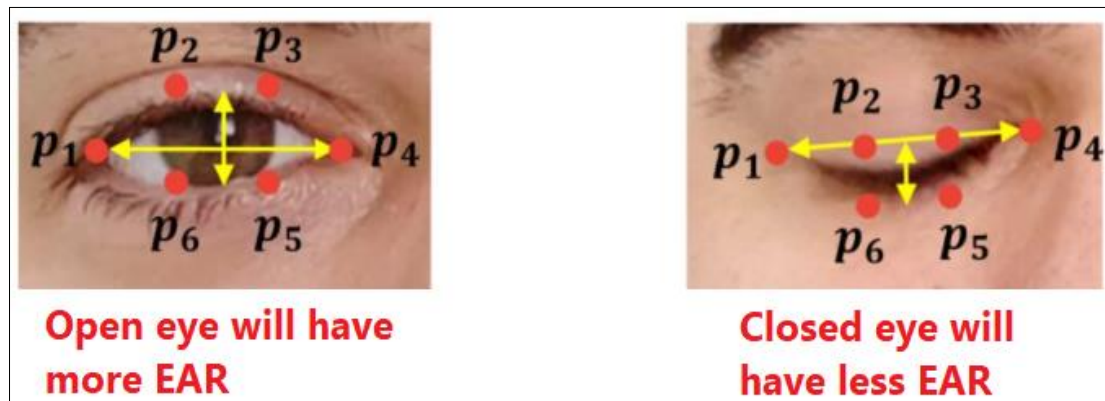 p2 p3
p1 p4
p6 p5
Open eye will have
more EAR
p2 p3
p1 p4
p6 p5
Closed eye will
have less EAR